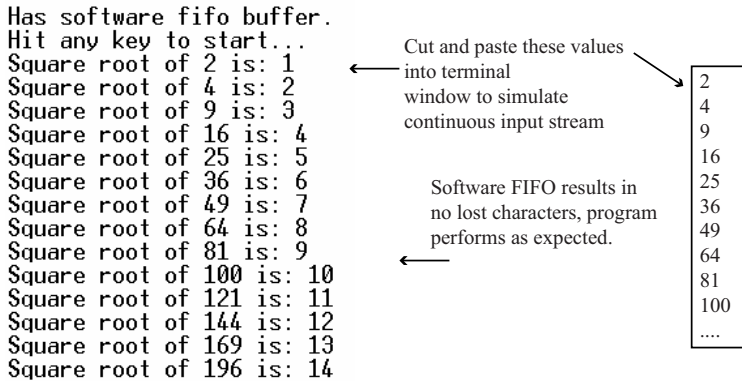 Has software fifo buffer.
Hit any key to start...
Square root of 2 is: 1
Square root of 4 is: 2
Square root of 9 is: 3
Square root of 16 is: 4
Square root of 25 is: 5
Square root of 36 is: 6
Square root of 49 is: 7
Square root of 64 is: 8
Square root of 81 is: 9
Square root of 100 is: 10
Square root of 121 is: 11
Square root of 144 is: 12
Square root of 169 is: 13
Square root of 196 is: 14
Cut and paste these values
into terminal
window to simulate
continuous input stream
Software FIFO results in
no lost characters, program
performs as expected.
2
4
9
16
25
36
49
64
81
100
....